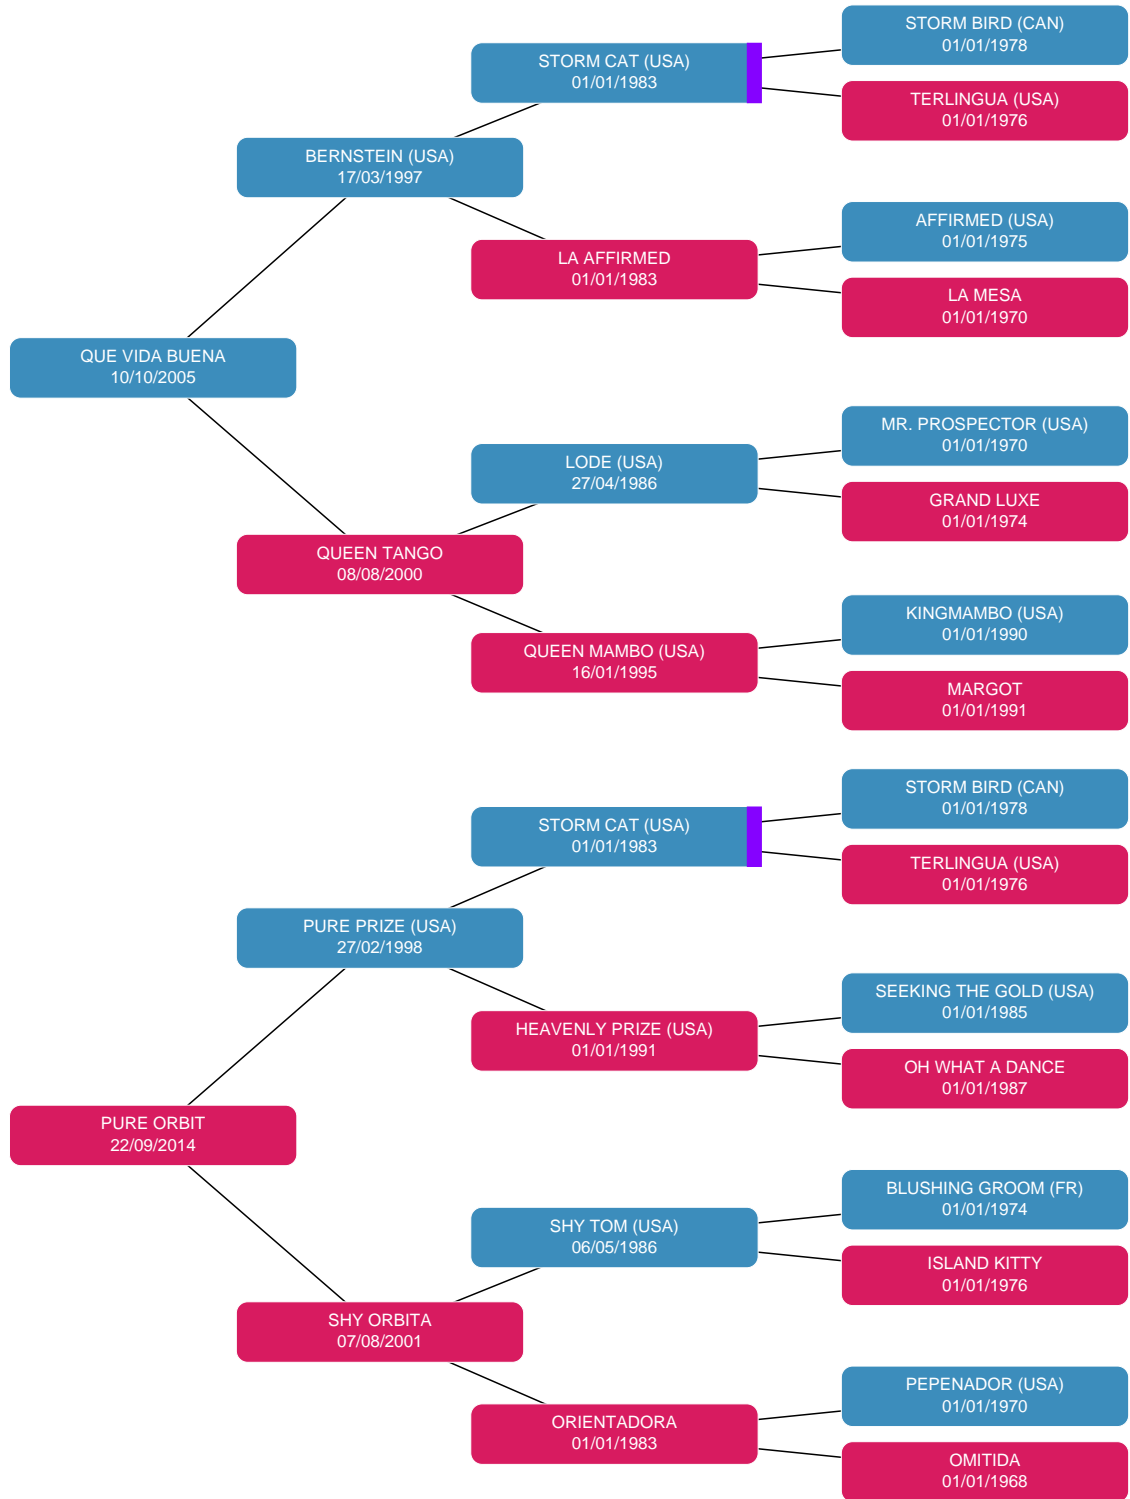 STORM BIRD (CAN)
01/01/1978
STORM CAT (USA)
01/01/1983
TERLINGUA (USA)
01/01/1976
BERNSTEIN (USA)
17/03/1997
AFFIRMED (USA)
01/01/1975
LA AFFIRMED
01/01/1983
LA MESA
01/01/1970
QUE VIDA BUENA
10/10/2005
MR. PROSPECTOR (USA)
01/01/1970
LODE (USA)
27/04/1986
GRAND LUXE
01/01/1974
QUEEN TANGO
08/08/2000
KINGMAMBO (USA)
01/01/1990
QUEEN MAMBO (USA)
16/01/1995
MARGOT
01/01/1991
STORM BIRD (CAN)
01/01/1978
STORM CAT (USA)
01/01/1983
TERLINGUA (USA)
01/01/1976
PURE PRIZE (USA)
27/02/1998
SEEKING THE GOLD (USA)
01/01/1985
HEAVENLY PRIZE (USA)
01/01/1991
OH WHAT A DANCE
01/01/1987
PURE ORBIT
22/09/2014
BLUSHING GROOM (FR)
01/01/1974
SHY TOM (USA)
06/05/1986
ISLAND KITTY
01/01/1976
SHY ORBITA
07/08/2001
PEPENADOR (USA)
01/01/1970
ORIENTADORA
01/01/1983
OMITIDA
01/01/1968